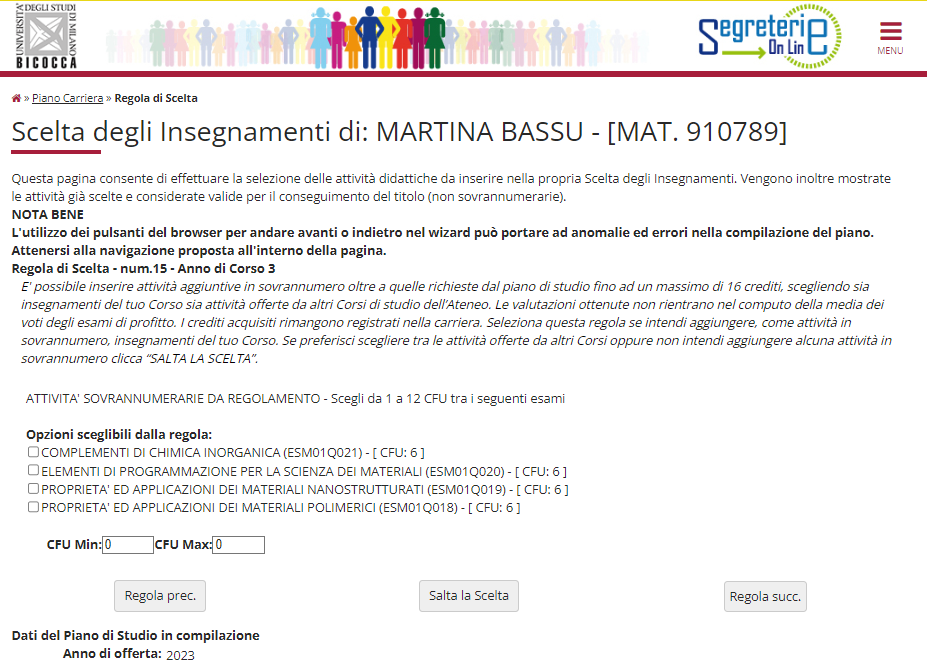 UNIVERSITA' DEGLI STUDI
DI MILANO
BICOCCA
Segreterie
On Line
MENU
» Piano Carriera » Regola di Scelta
Scelta degli Insegnamenti di: MARTINA BASSU - [MAT. 910789]
Questa pagina consente di effettuare la selezione delle attività didattiche da inserire nella propria Scelta degli Insegnamenti. Vengono inoltre mostrate
le attività già scelte e considerate valide per il conseguimento del titolo (non sovrannumerarie).
NOTA BENE
L'utilizzo dei pulsanti del browser per andare avanti o indietro nel wizard può portare ad anomalie ed errori nella compilazione del piano.
Attenersi alla navigazione proposta all'interno della pagina.
Regola di Scelta - num.15 - Anno di Corso 3
E' possibile inserire attività aggiuntive in sovrannumero oltre a quelle richieste dal piano di studio fino ad un massimo di 16 crediti, scegliendo sia
insegnamenti del tuo Corso sia attività offerte da altri Corsi di studio dell’Ateneo. Le valutazioni ottenute non rientrano nel computo della media dei
voti degli esami di profitto. I crediti acquisiti rimangono registrati nella carriera. Seleziona questa regola se intendi aggiungere, come attività in
sovrannumero, insegnamenti del tuo Corso. Se preferisci scegliere tra le attività offerte da altri Corsi oppure non intendi aggiungere alcuna attività in
sovrannumero clicca “SALTA LA SCELTA”.
ATTIVITA' SOVRANNUMERARIE DA REGOLAMENTO - Scegli da 1 a 12 CFU tra i seguenti esami
Opzioni sceglibili dalla regola:
COMPLEMENTI DI CHIMICA INORGANICA (ESM01Q021) - [ CFU: 6 ]
ELEMENTI DI PROGRAMMAZIONE PER LA SCIENZA DEI MATERIALI (ESM01Q020) - [ CFU: 6 ]
PROPRIETA' ED APPLICAZIONI DEI MATERIALI NANOSTRUTTURATI (ESM01Q019) - [ CFU: 6 ]
PROPRIETA' ED APPLICAZIONI DEI MATERIALI POLIMERICI (ESM01Q018) - [ CFU: 6 ]
CFU Min: 0 CFU Max: 0
Regola prec. Salta la Scelta Regola succ.
Dati del Piano di Studio in compilazione
Anno di offerta: 2023